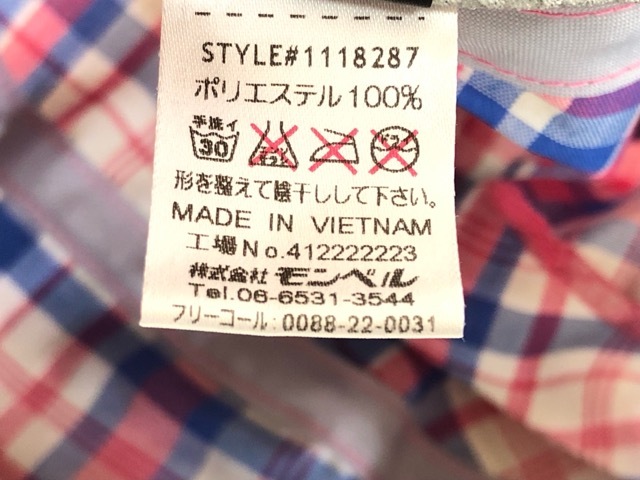 STYLE#1118287
ポリエステル100%
手洗イ
30
形を整えて陰干しして下さい。
MADE IN VIETNAM
工場No.412222223
株式会社 モンベル
Tel.06-6531-3544
フリーコール:0088-22-0031